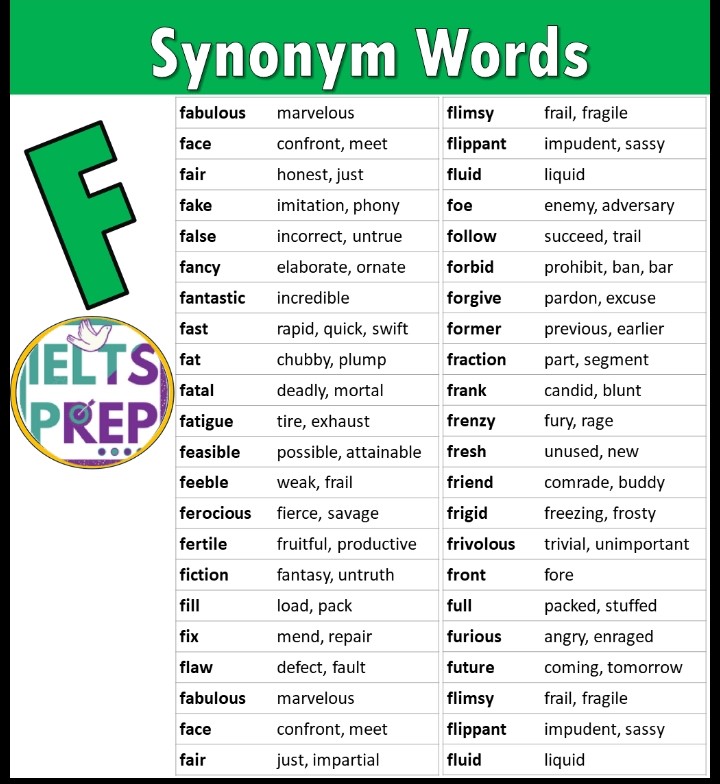 Synonym Words
F
IELTS
PREP
fabulous marvelous
face confront, meet
fair honest, just
fake imitation, phony
false incorrect, untrue
fancy elaborate, ornate
fantastic incredible
fast rapid, quick, swift
fat chubby, plump
fatal deadly, mortal
fatigue tire, exhaust
feasible possible, attainable
feeble weak, frail
ferocious fierce, savage
fertile fruitful, productive
fiction fantasy, untruth
fill load, pack
fix mend, repair
flaw defect, fault
fabulous marvelous
face confront, meet
fair just, impartial
flimsy frail, fragile
flippant impudent, sassy
fluid liquid
foe enemy, adversary
follow succeed, trail
forbid prohibit, ban, bar
forgive pardon, excuse
former previous, earlier
fraction part, segment
frank candid, blunt
frenzy fury, rage
fresh unused, new
friend comrade, buddy
frigid freezing, frosty
frivolous trivial, unimportant
front fore
full packed, stuffed
furious angry, enraged
future coming, tomorrow
flimsy frail, fragile
flippant impudent, sassy
fluid liquid